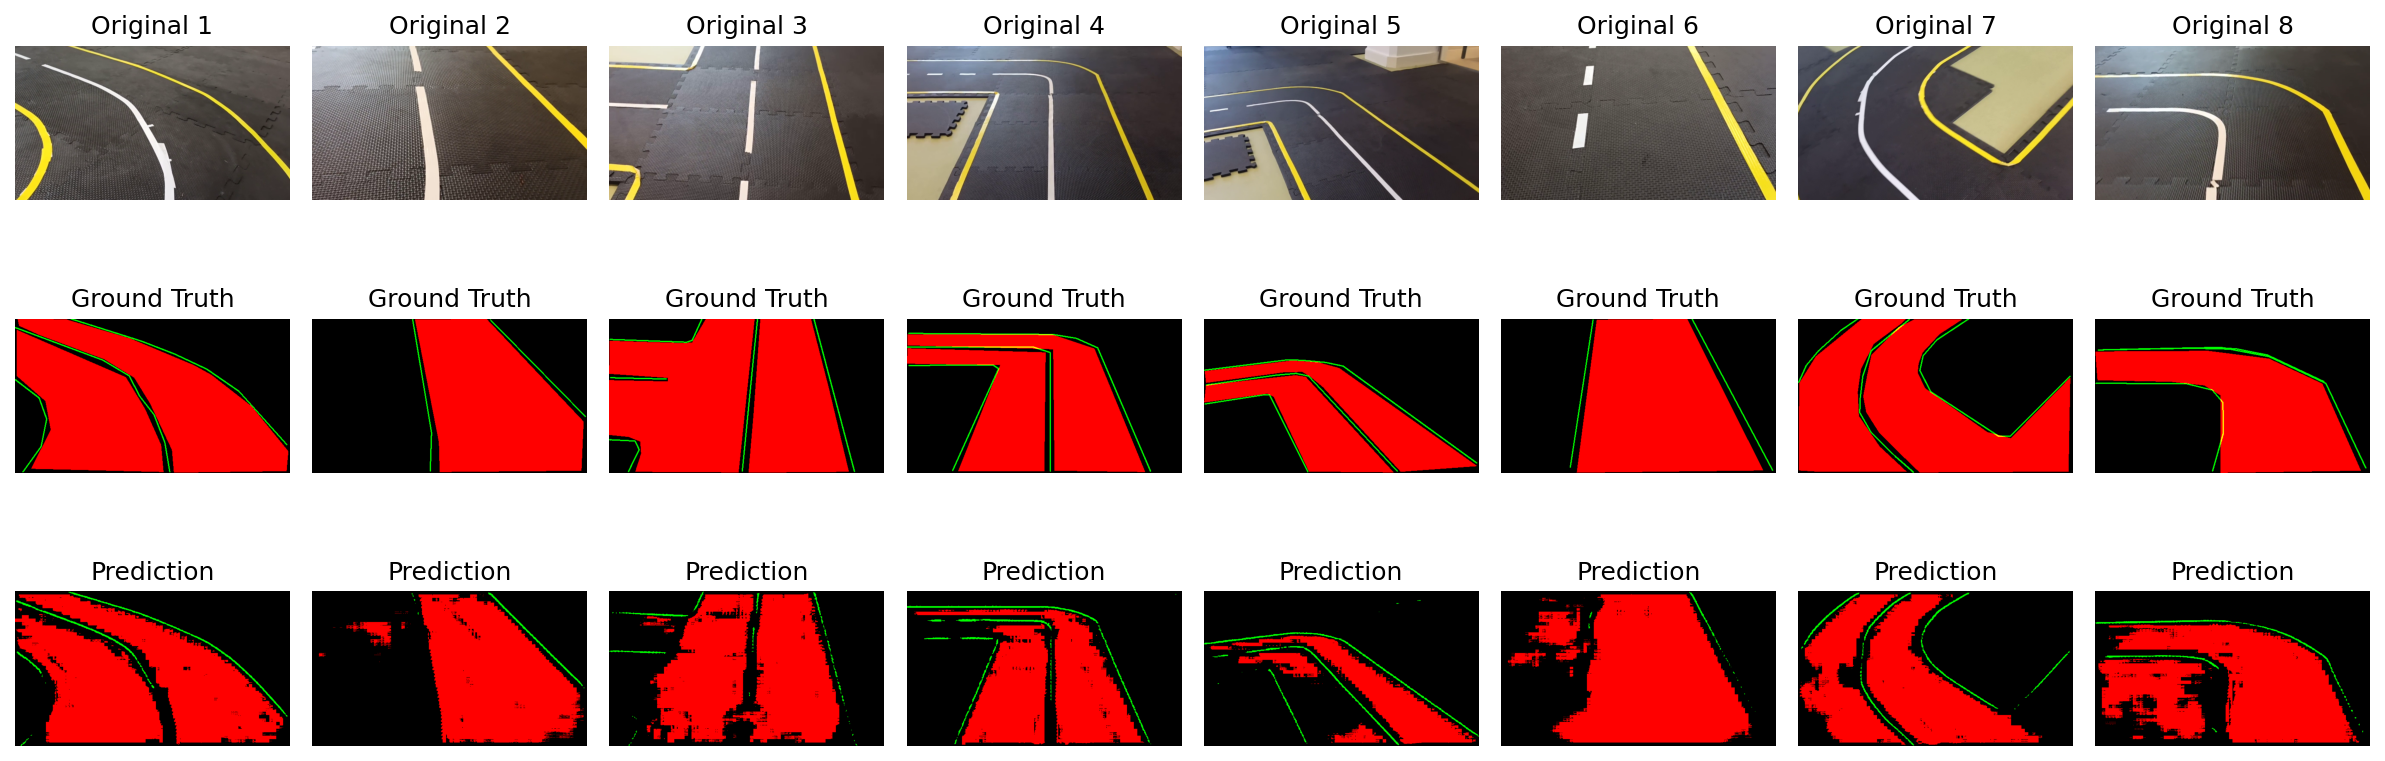 Original 1
Original 2
Original 3
Original 4
Original 5
Original 6
Original 7
Original 8
Ground Truth
Ground Truth
Ground Truth
Ground Truth
Ground Truth
Ground Truth
Ground Truth
Ground Truth
Prediction
Prediction
Prediction
Prediction
Prediction
Prediction
Prediction
Prediction